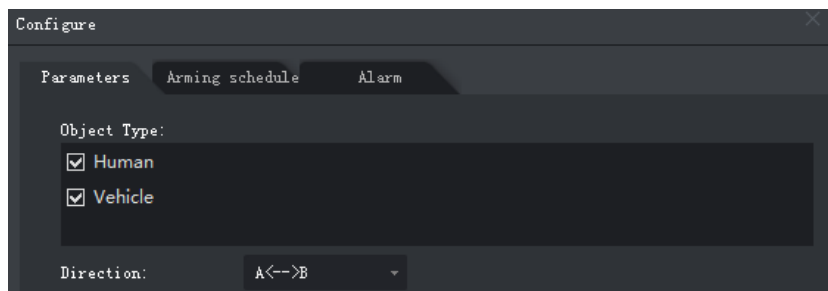 Configure
Parameters Arming schedule Alarm
Object Type:
Human
Vehicle
Direction: A<-->B